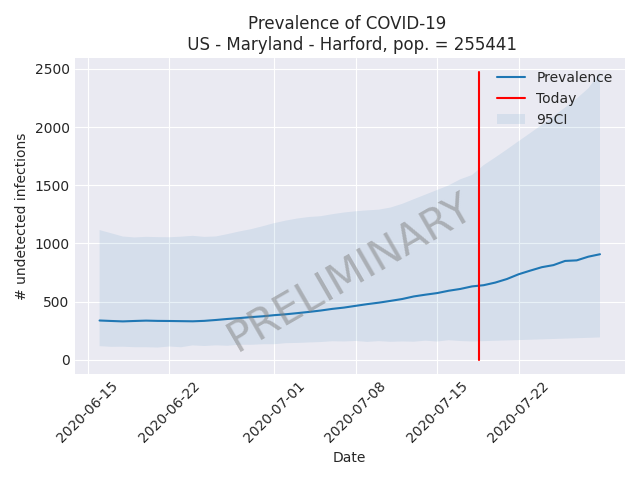 Prevalence of COVID-19
US - Maryland - Harford, pop. = 255441
2500
2000
1500
1000
500
0
# undetected infections
Prevalence
Today
95CI
PRELIMINARY
2020-06-15
2020-06-22
2020-07-01
2020-07-08
2020-07-15
2020-07-22
Date